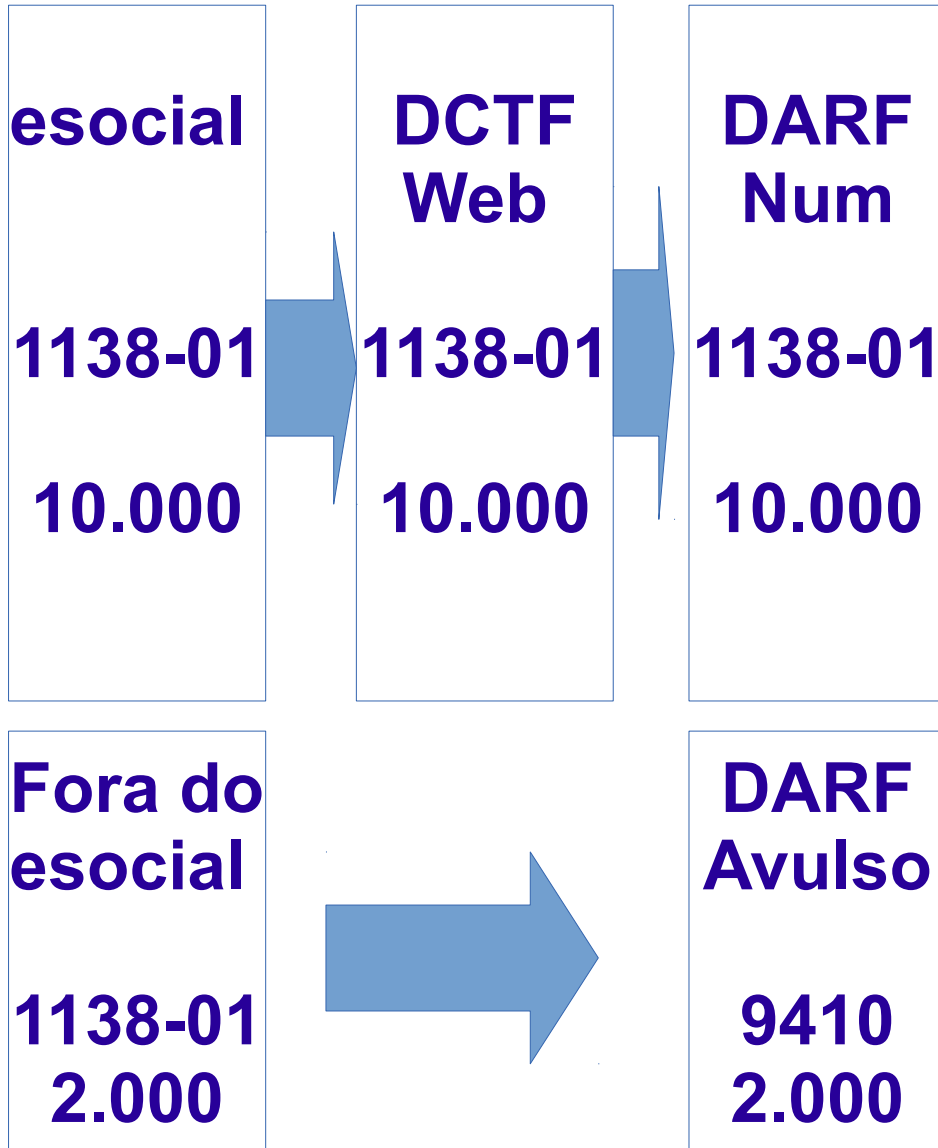 esocial
1138-01
10.000
DCTF
Web
1138-01
10.000
DARF
Num
1138-01
10.000
Fora do
esocial
1138-01
2.000
DARF
Avulso
9410
2.000